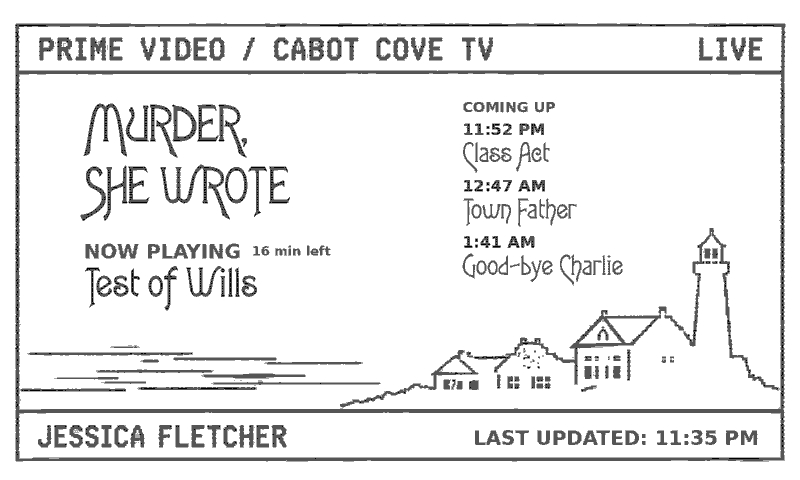 PRIME VIDEO / CABOT COVE TV
LIVE
MURDER,
SHE WROTE
NOW PLAYING 16 min left
Test of Wills
COMING UP
11:52 PM
Class Act
12:47 AM
Town Father
1:41 AM
Good-bye Charlie
JESSICA FLETCHER
LAST UPDATED: 11:35 PM